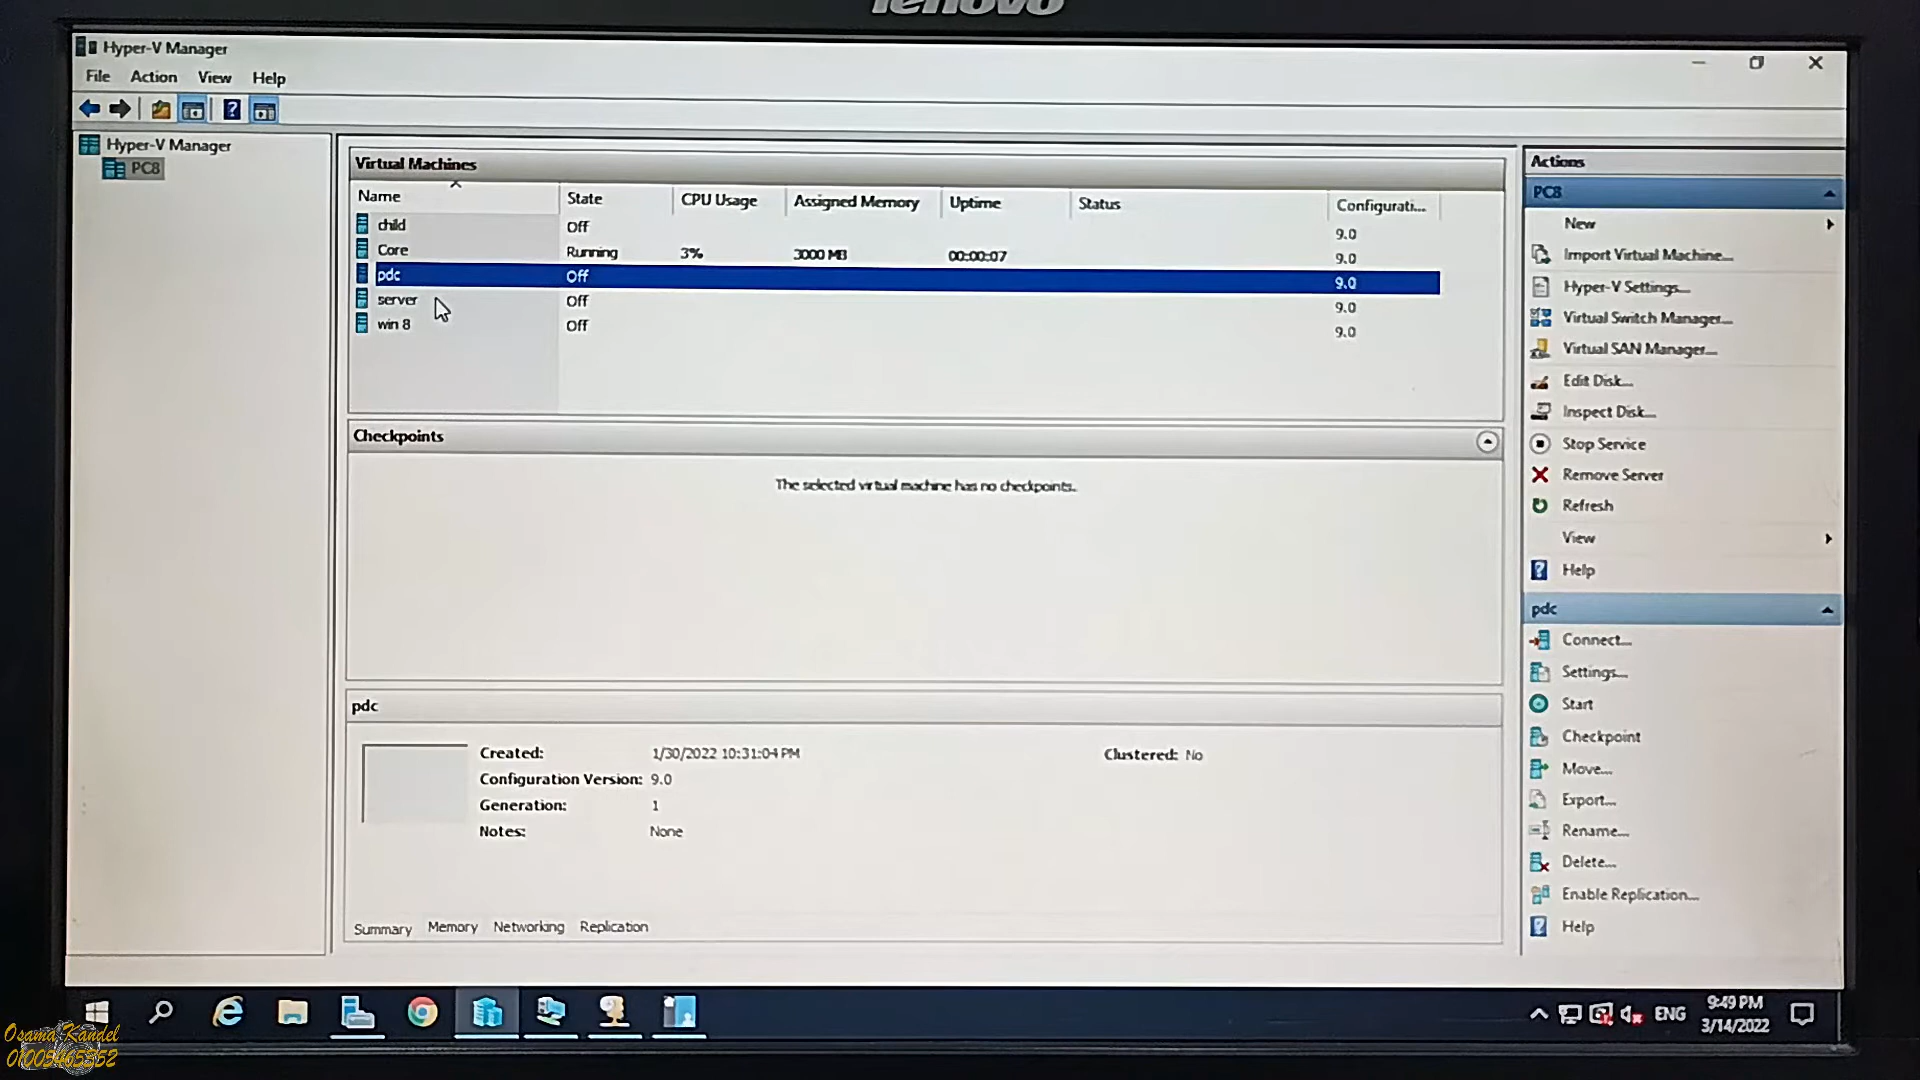 lenovo
Hyper-V Manager
File Action View Help
Hyper-V Manager
PC8
Virtual Machines
Name State CPU Usage Assigned Memory Uptime Status Configurati...
child Off 9.0
Core Running 3% 3000 MB 00:00:07 9.0
pdc Off 9.0
server Off 9.0
win 8 Off 9.0
Checkpoints
The selected virtual machine has no checkpoints.
pdc
Created: 1/30/2022 10:31:04 PM Clustered: No
Configuration Version: 9.0
Generation: 1
Notes: None
Summary Memory Networking Replication
Actions
PC8
New
Import Virtual Machine...
Hyper-V Settings...
Virtual Switch Manager...
Virtual SAN Manager...
Edit Disk...
Inspect Disk...
Stop Service
Remove Server
Refresh
View
Help
pdc
Connect...
Settings...
Start
Checkpoint
Move...
Export...
Rename...
Delete...
Enable Replication...
Help
ENG 9:49 PM
3/14/2022
Osama Kandel